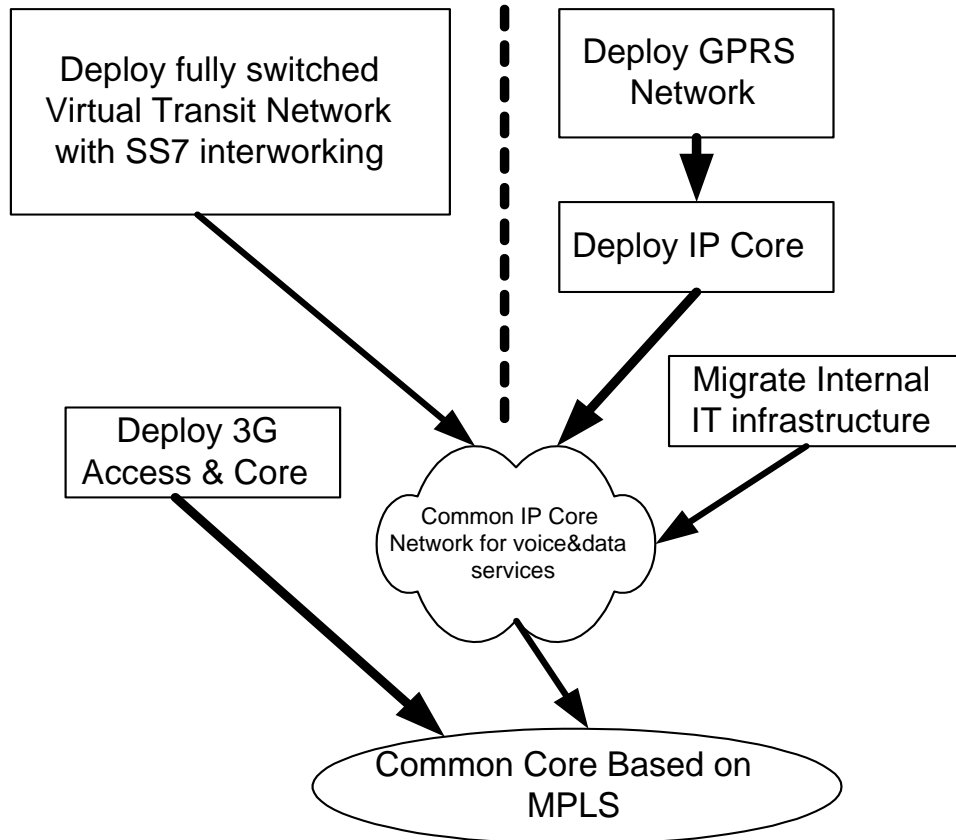 Deploy fully switched
Virtual Transit Network
with SS7 interworking
Deploy GPRS
Network
Deploy IP Core
Migrate Internal
IT infrastructure
Deploy 3G
Access & Core
Common IP Core
Network for voice&data
services
Common Core Based on
MPLS